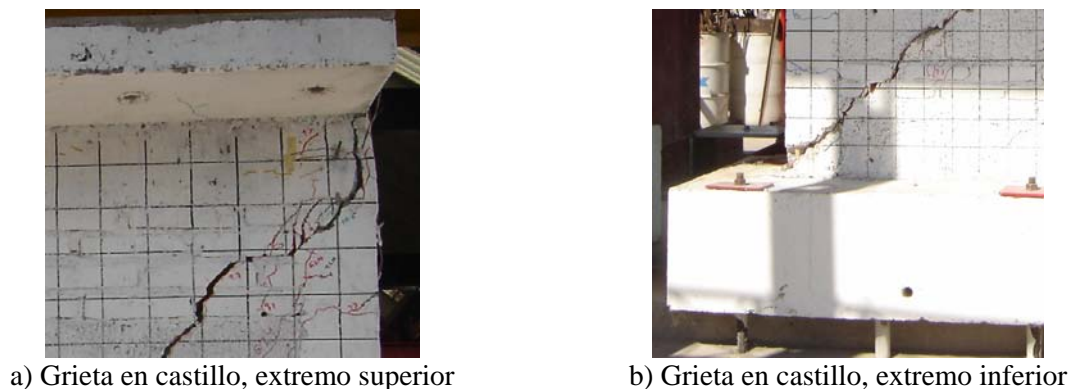 a) Grieta en castillo, extremo superior
b) Grieta en castillo, extremo inferior